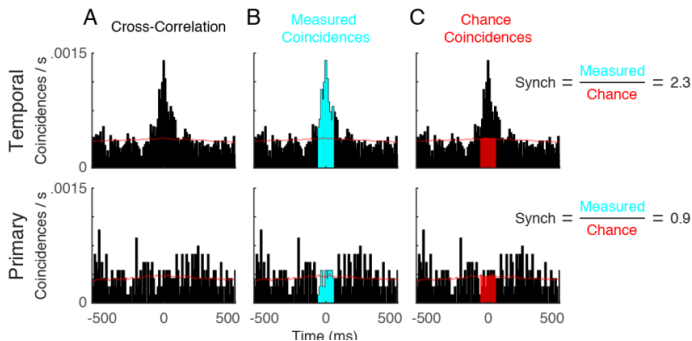 A
Cross-Correlation
B
Measured
Coincidences
C
Chance
Coincidences
Temporal
Coincidences / s
.0015
0
Synch = Measured / Chance = 2.3
Primary
Coincidences / s
.0015
0
Synch = Measured / Chance = 0.9
-500 0 500
-500 0 500
-500 0 500
Time (ms)